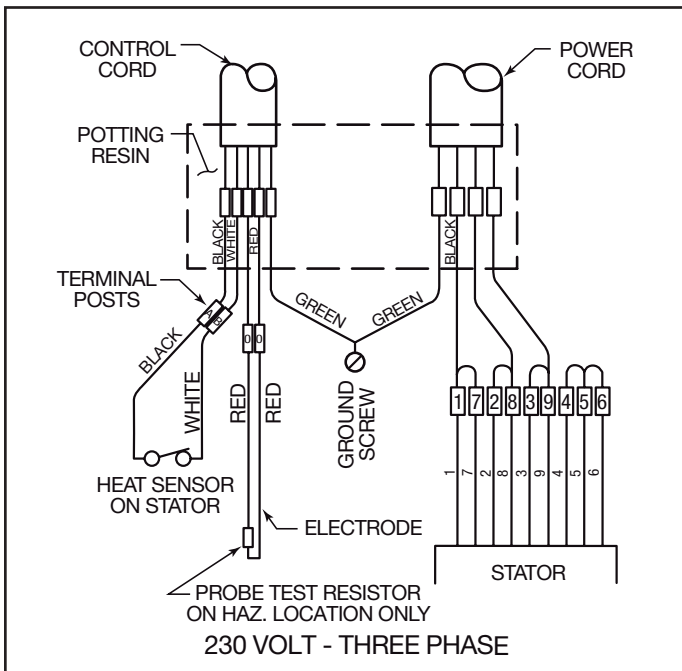 CONTROL
CORD
POWER
CORD
POTTING
RESIN
BLACK
WHITE
RED
BLACK
TERMINAL
POSTS
A
B
GREEN
GREEN
BLACK
WHITE
0 0
RED
RED
GROUND
SCREW
1 7 2 8 3 9 4 5 6
1 7 2 8 3 9 4 5 6
HEAT SENSOR
ON STATOR
ELECTRODE
STATOR
PROBE TEST RESISTOR
ON HAZ. LOCATION ONLY
230 VOLT - THREE PHASE